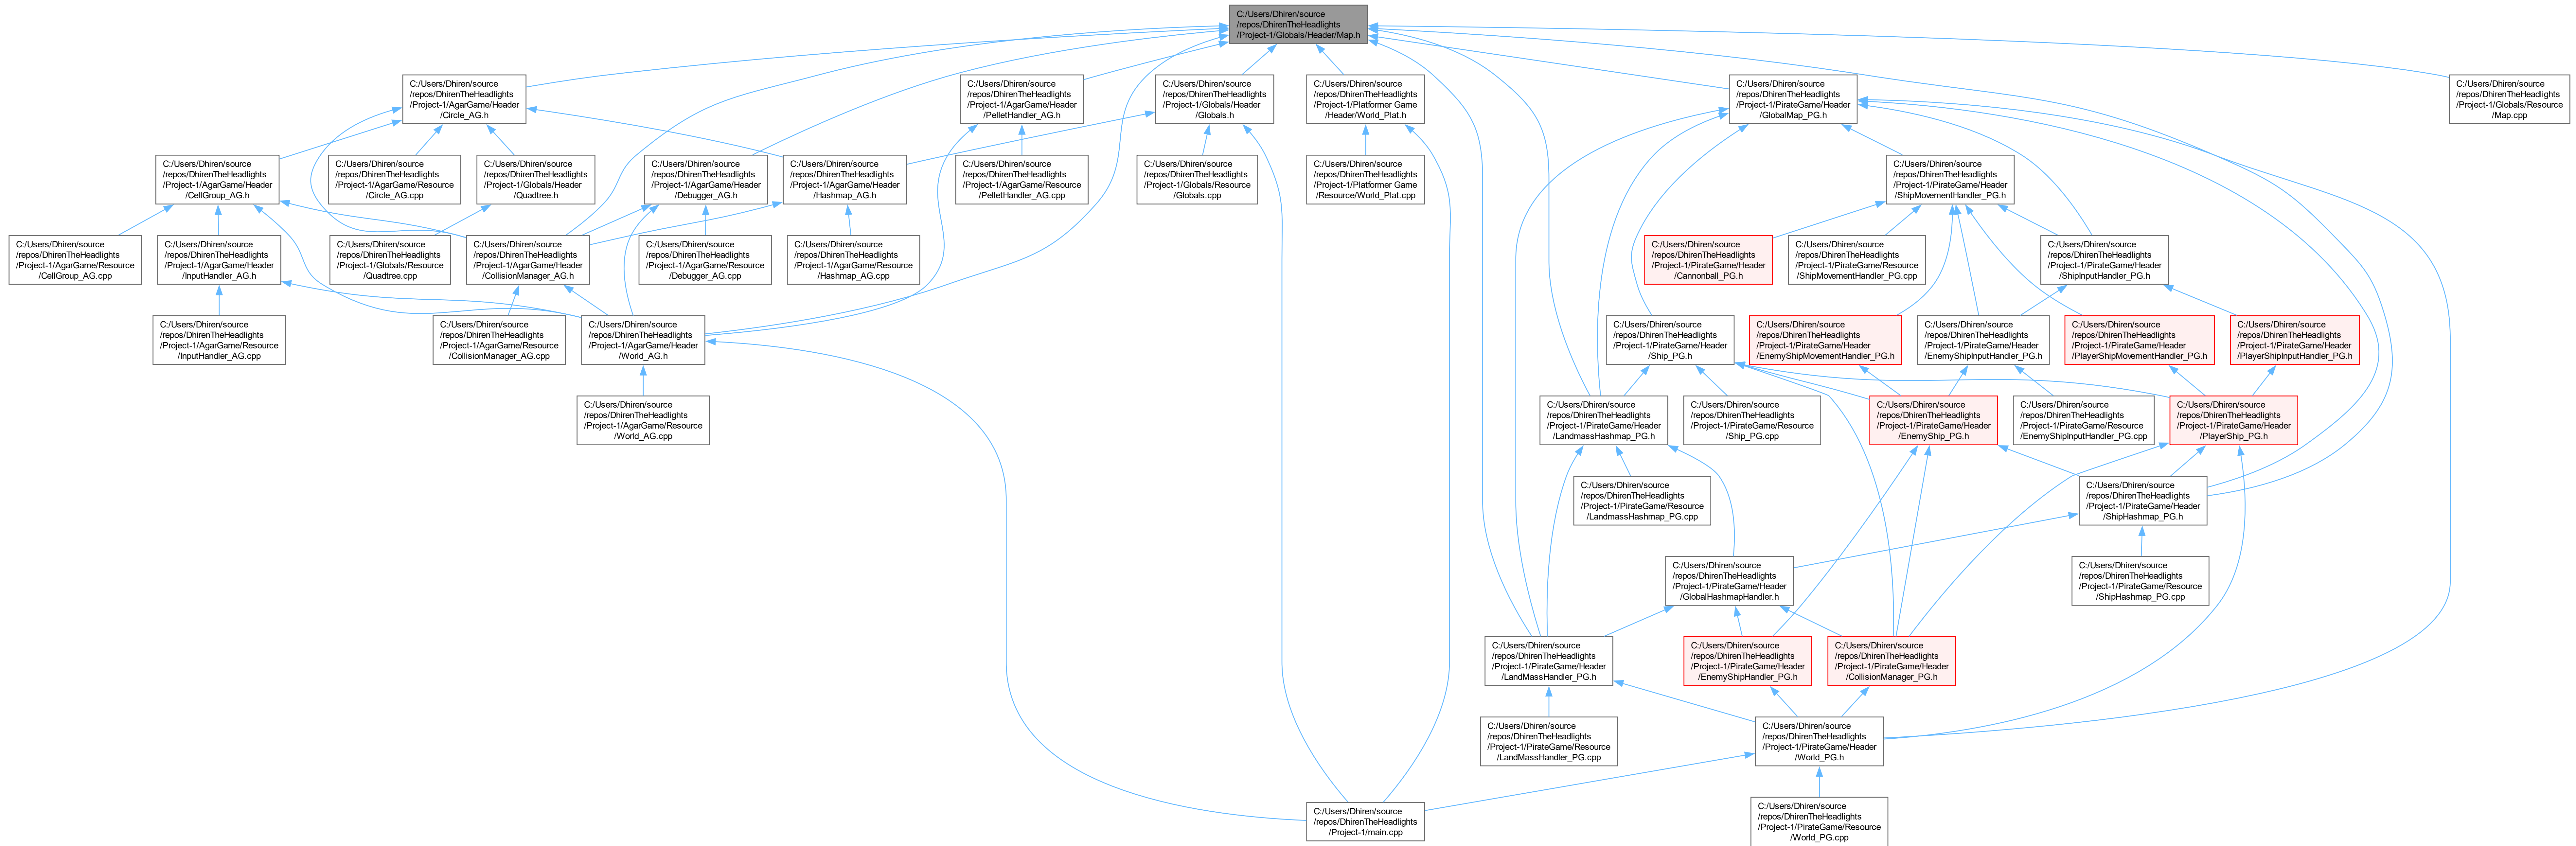 C:/Users/Dhiren/source
/repos/DhirenTheHeadlights
/Project-1/Globals/Header/Map.h
C:/Users/Dhiren/source
/repos/DhirenTheHeadlights
/Project-1/AgarGame/Header
/Circle_AG.h
C:/Users/Dhiren/source
/repos/DhirenTheHeadlights
/Project-1/AgarGame/Header
/PelletHandler_AG.h
C:/Users/Dhiren/source
/repos/DhirenTheHeadlights
/Project-1/Globals/Header
/Globals.h
C:/Users/Dhiren/source
/repos/DhirenTheHeadlights
/Project-1/Platformer Game
/Header/World_Plat.h
C:/Users/Dhiren/source
/repos/DhirenTheHeadlights
/Project-1/PirateGame/Header
/GlobalMap_PG.h
C:/Users/Dhiren/source
/repos/DhirenTheHeadlights
/Project-1/Globals/Resource
/Map.cpp
C:/Users/Dhiren/source
/repos/DhirenTheHeadlights
/Project-1/AgarGame/Header
/CellGroup_AG.h
C:/Users/Dhiren/source
/repos/DhirenTheHeadlights
/Project-1/AgarGame/Resource
/Circle_AG.cpp
C:/Users/Dhiren/source
/repos/DhirenTheHeadlights
/Project-1/Globals/Header
/Quadtree.h
C:/Users/Dhiren/source
/repos/DhirenTheHeadlights
/Project-1/AgarGame/Header
/Debugger_AG.h
C:/Users/Dhiren/source
/repos/DhirenTheHeadlights
/Project-1/AgarGame/Header
/Hashmap_AG.h
C:/Users/Dhiren/source
/repos/DhirenTheHeadlights
/Project-1/AgarGame/Resource
/PelletHandler_AG.cpp
C:/Users/Dhiren/source
/repos/DhirenTheHeadlights
/Project-1/Globals/Resource
/Globals.cpp
C:/Users/Dhiren/source
/repos/DhirenTheHeadlights
/Project-1/Platformer Game
/Resource/World_Plat.cpp
C:/Users/Dhiren/source
/repos/DhirenTheHeadlights
/Project-1/PirateGame/Header
/ShipMovementHandler_PG.h
C:/Users/Dhiren/source
/repos/DhirenTheHeadlights
/Project-1/AgarGame/Resource
/CellGroup_AG.cpp
C:/Users/Dhiren/source
/repos/DhirenTheHeadlights
/Project-1/AgarGame/Header
/InputHandler_AG.h
C:/Users/Dhiren/source
/repos/DhirenTheHeadlights
/Project-1/Globals/Resource
/Quadtree.cpp
C:/Users/Dhiren/source
/repos/DhirenTheHeadlights
/Project-1/AgarGame/Header
/CollisionManager_AG.h
C:/Users/Dhiren/source
/repos/DhirenTheHeadlights
/Project-1/AgarGame/Resource
/Debugger_AG.cpp
C:/Users/Dhiren/source
/repos/DhirenTheHeadlights
/Project-1/AgarGame/Resource
/Hashmap_AG.cpp
C:/Users/Dhiren/source
/repos/DhirenTheHeadlights
/Project-1/PirateGame/Header
/Cannonball_PG.h
C:/Users/Dhiren/source
/repos/DhirenTheHeadlights
/Project-1/PirateGame/Resource
/ShipMovementHandler_PG.cpp
C:/Users/Dhiren/source
/repos/DhirenTheHeadlights
/Project-1/PirateGame/Header
/ShipInputHandler_PG.h
C:/Users/Dhiren/source
/repos/DhirenTheHeadlights
/Project-1/AgarGame/Resource
/InputHandler_AG.cpp
C:/Users/Dhiren/source
/repos/DhirenTheHeadlights
/Project-1/AgarGame/Resource
/CollisionManager_AG.cpp
C:/Users/Dhiren/source
/repos/DhirenTheHeadlights
/Project-1/AgarGame/Header
/World_AG.h
C:/Users/Dhiren/source
/repos/DhirenTheHeadlights
/Project-1/PirateGame/Header
/Ship_PG.h
C:/Users/Dhiren/source
/repos/DhirenTheHeadlights
/Project-1/PirateGame/Header
/EnemyShipMovementHandler_PG.h
C:/Users/Dhiren/source
/repos/DhirenTheHeadlights
/Project-1/PirateGame/Header
/EnemyShipInputHandler_PG.h
C:/Users/Dhiren/source
/repos/DhirenTheHeadlights
/Project-1/PirateGame/Header
/PlayerShipMovementHandler_PG.h
C:/Users/Dhiren/source
/repos/DhirenTheHeadlights
/Project-1/PirateGame/Header
/PlayerShipInputHandler_PG.h
C:/Users/Dhiren/source
/repos/DhirenTheHeadlights
/Project-1/AgarGame/Resource
/World_AG.cpp
C:/Users/Dhiren/source
/repos/DhirenTheHeadlights
/Project-1/PirateGame/Header
/LandmassHashmap_PG.h
C:/Users/Dhiren/source
/repos/DhirenTheHeadlights
/Project-1/PirateGame/Resource
/Ship_PG.cpp
C:/Users/Dhiren/source
/repos/DhirenTheHeadlights
/Project-1/PirateGame/Header
/EnemyShip_PG.h
C:/Users/Dhiren/source
/repos/DhirenTheHeadlights
/Project-1/PirateGame/Resource
/EnemyShipInputHandler_PG.cpp
C:/Users/Dhiren/source
/repos/DhirenTheHeadlights
/Project-1/PirateGame/Header
/PlayerShip_PG.h
C:/Users/Dhiren/source
/repos/DhirenTheHeadlights
/Project-1/PirateGame/Resource
/LandmassHashmap_PG.cpp
C:/Users/Dhiren/source
/repos/DhirenTheHeadlights
/Project-1/PirateGame/Header
/ShipHashmap_PG.h
C:/Users/Dhiren/source
/repos/DhirenTheHeadlights
/Project-1/PirateGame/Header
/GlobalHashmapHandler.h
C:/Users/Dhiren/source
/repos/DhirenTheHeadlights
/Project-1/PirateGame/Resource
/ShipHashmap_PG.cpp
C:/Users/Dhiren/source
/repos/DhirenTheHeadlights
/Project-1/PirateGame/Header
/LandMassHandler_PG.h
C:/Users/Dhiren/source
/repos/DhirenTheHeadlights
/Project-1/PirateGame/Header
/EnemyShipHandler_PG.h
C:/Users/Dhiren/source
/repos/DhirenTheHeadlights
/Project-1/PirateGame/Header
/CollisionManager_PG.h
C:/Users/Dhiren/source
/repos/DhirenTheHeadlights
/Project-1/PirateGame/Resource
/LandMassHandler_PG.cpp
C:/Users/Dhiren/source
/repos/DhirenTheHeadlights
/Project-1/PirateGame/Header
/World_PG.h
C:/Users/Dhiren/source
/repos/DhirenTheHeadlights
/Project-1/main.cpp
C:/Users/Dhiren/source
/repos/DhirenTheHeadlights
/Project-1/PirateGame/Resource
/World_PG.cpp